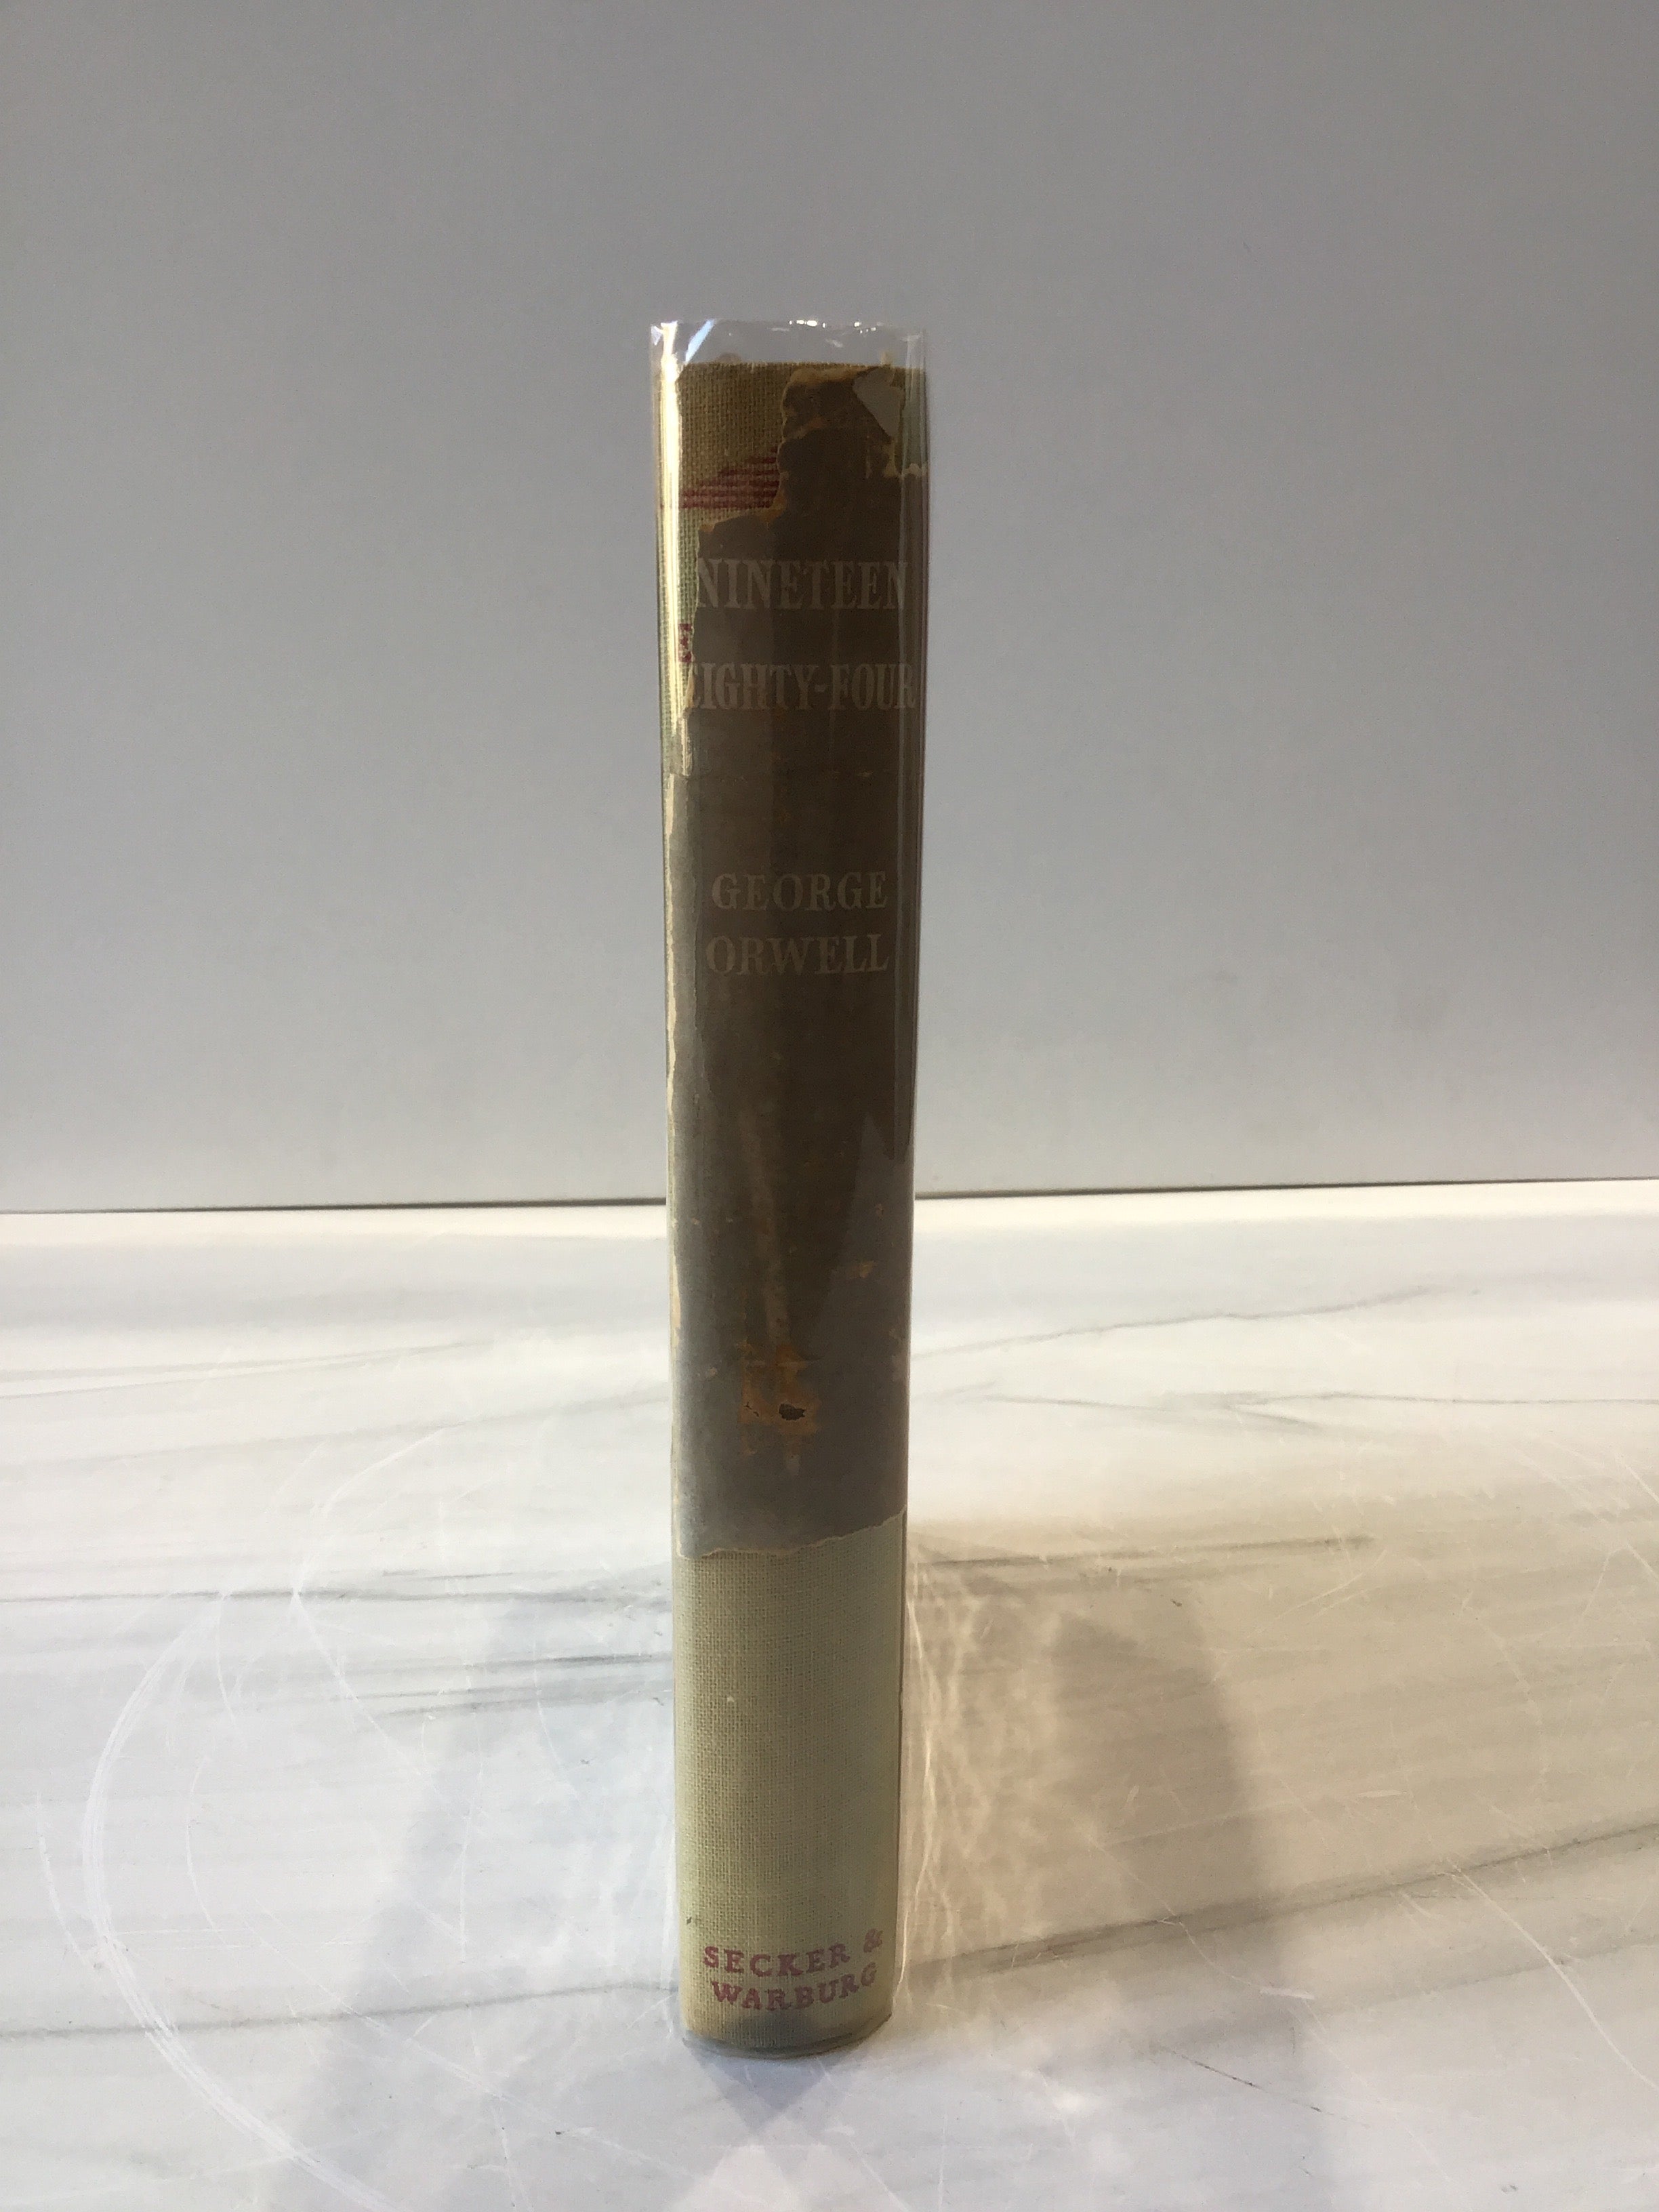 NINETEEN
EIGHTY-FOUR
GEORGE
ORWELL
SECKER &
WARBURG